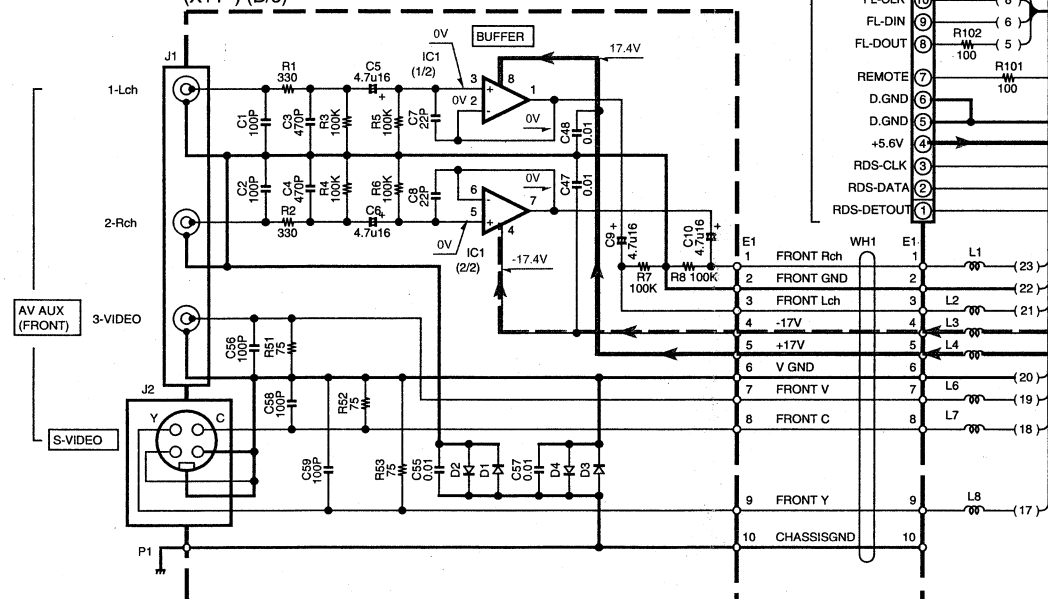 FL-DIN 9 (6)
FL-DOUT 8 R102 100 (5)
REMOTE 7 R101 100
D.GND 6
D.GND 5
+5.6V 4
RDS-CLK 3
RDS-DATA 2
RDS-DETOUT 1
0V BUFFER 17.4V
J1
IC1 (1/2)
1-Lch R1 330 C5 4.7u16 + 3 + 8 1
0V 2 -
0V
C1 100P C3 470P R3 100K R5 100K C7 22P C48 0.01
C2 100P C4 470P R4 100K R6 100K C8 22P C47 0.01
0V
6 - 7
2-Rch R2 330 C6 4.7u16 + 5 + 4
0V IC1 (2/2)
-17.4V
C9 + 4.7u16 C10 4.7u16 +
R7 100K R8 100K
E1 WH1 E1
1 FRONT Rch 1 L1 (23)
2 FRONT GND 2 (22)
3 FRONT Lch 3 L2 (21)
4 -17V 4 L3
5 +17V 5 L4
6 V GND 6 (20)
7 FRONT V 7 L6 (19)
8 FRONT C 8 L7 (18)
9 FRONT Y 9 L8 (17)
10 CHASSISGND 10
AV AUX
(FRONT)
3-VIDEO
C56 100P R51 75
C58 100P R52 75
J2
Y C
S-VIDEO
C59 100P R53 75 C55 0.01 D2 D1 C57 0.01 D4 D3
P1